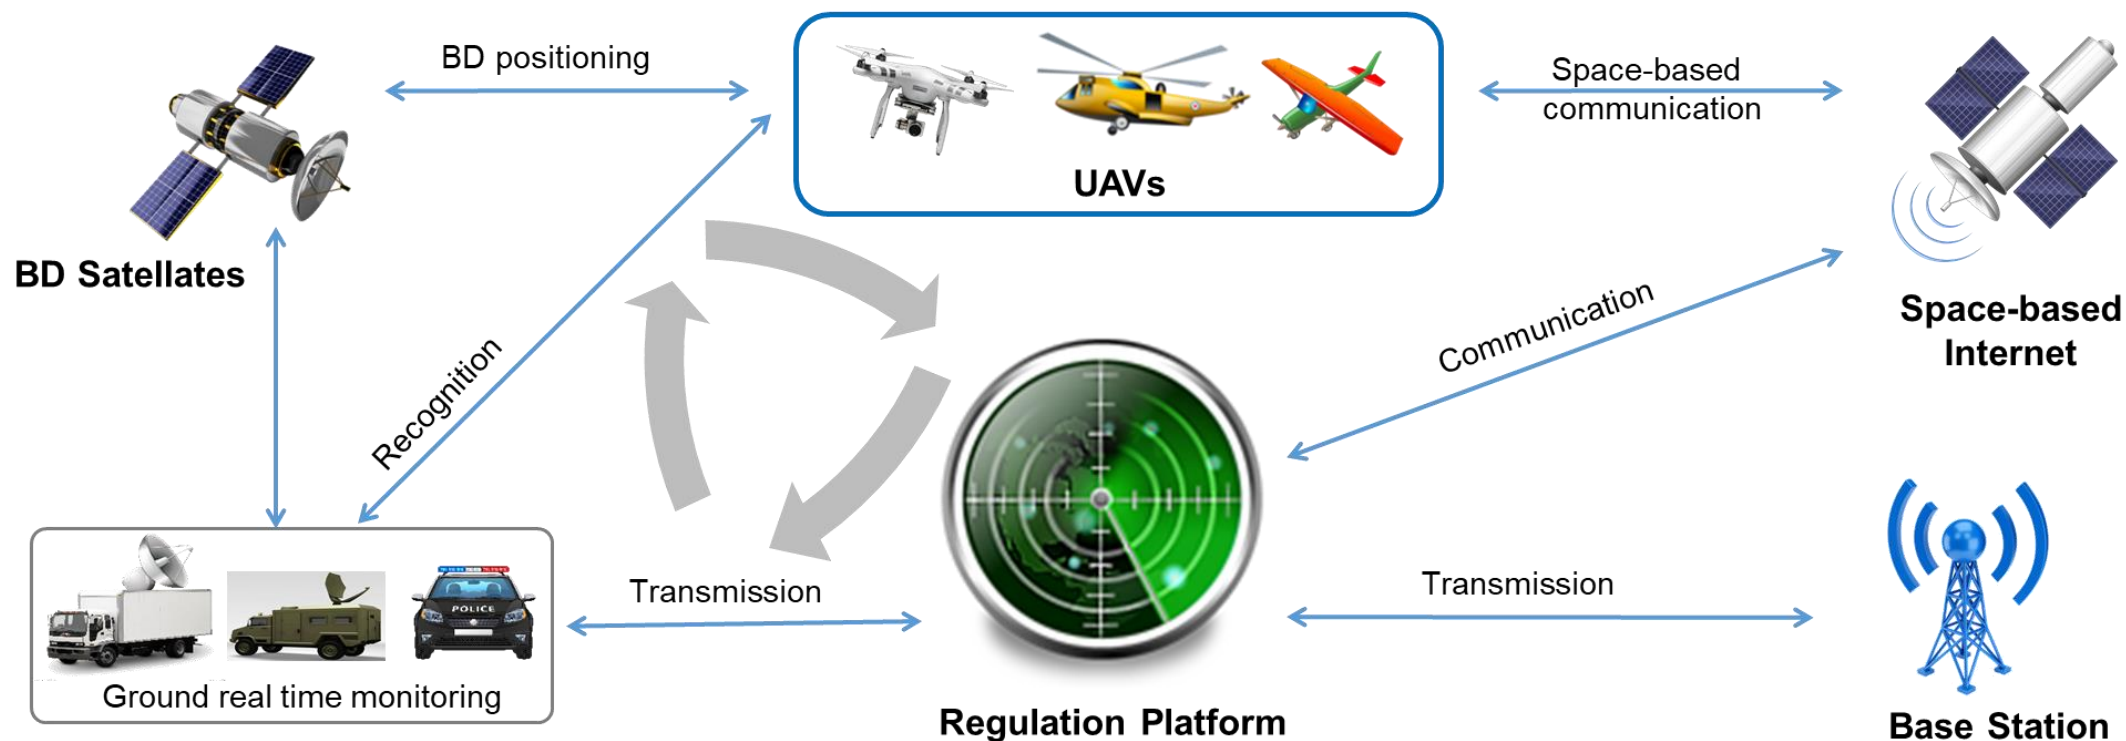 BD positioning
Space-based
communication
UAVs
BD Satellates
Space-based
Internet
Communication
Recognition
POLICE
Transmission
Transmission
Ground real time monitoring
Regulation Platform
Base Station